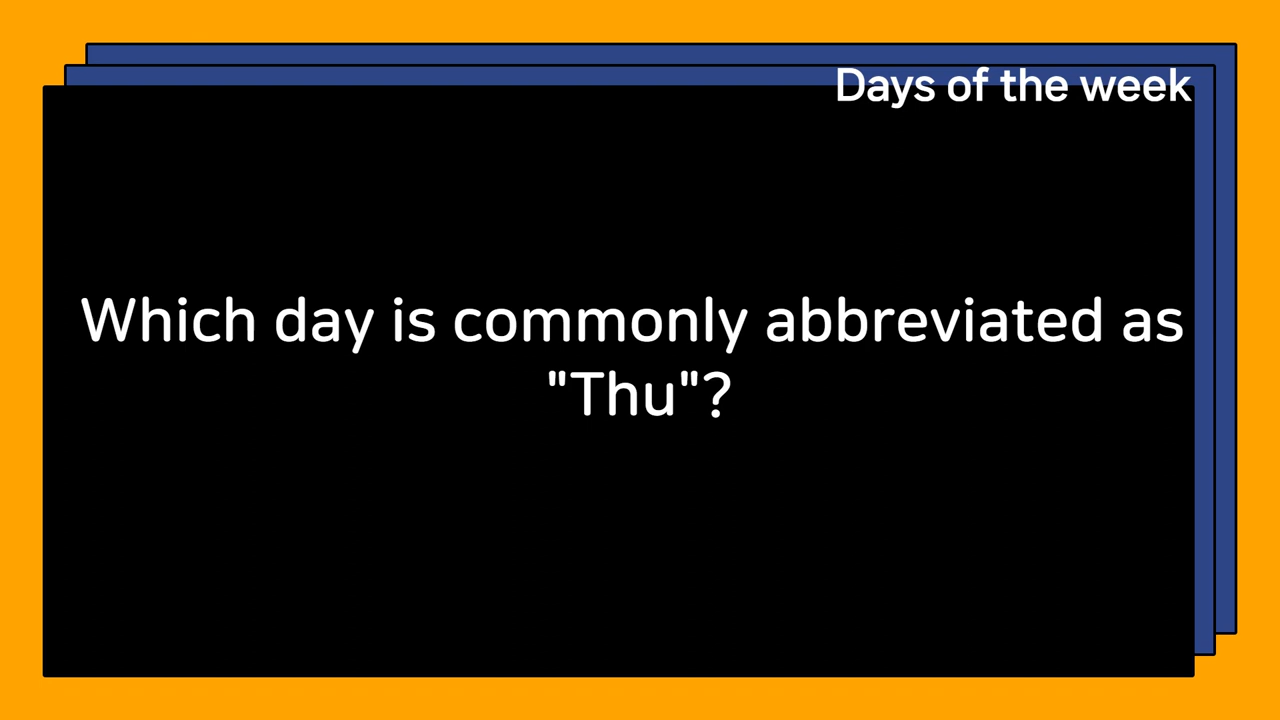 Days of the week
Which day is commonly abbreviated as
"Thu"?